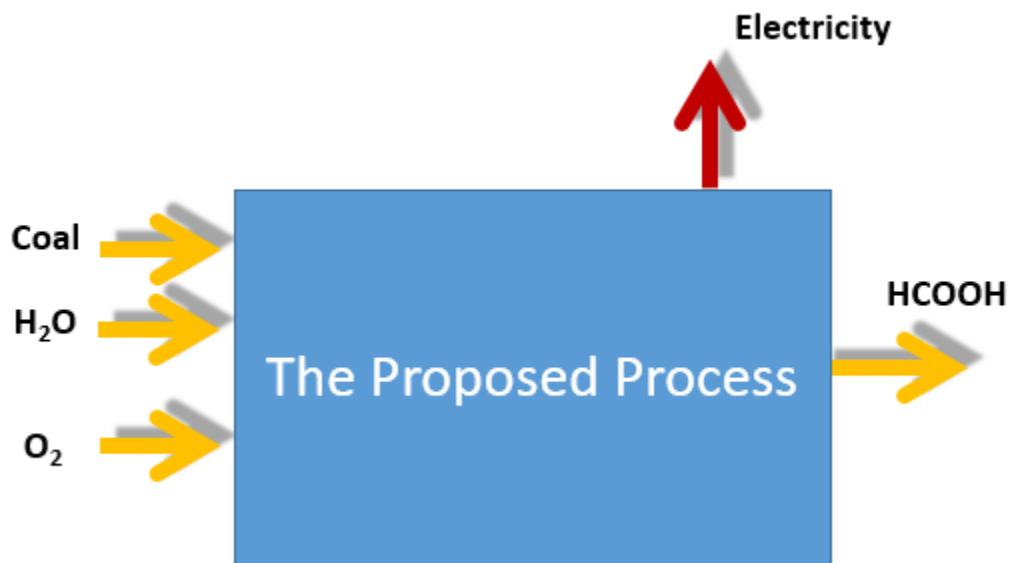 Electricity
Coal
HCOOH
H₂O
The Proposed Process
O₂